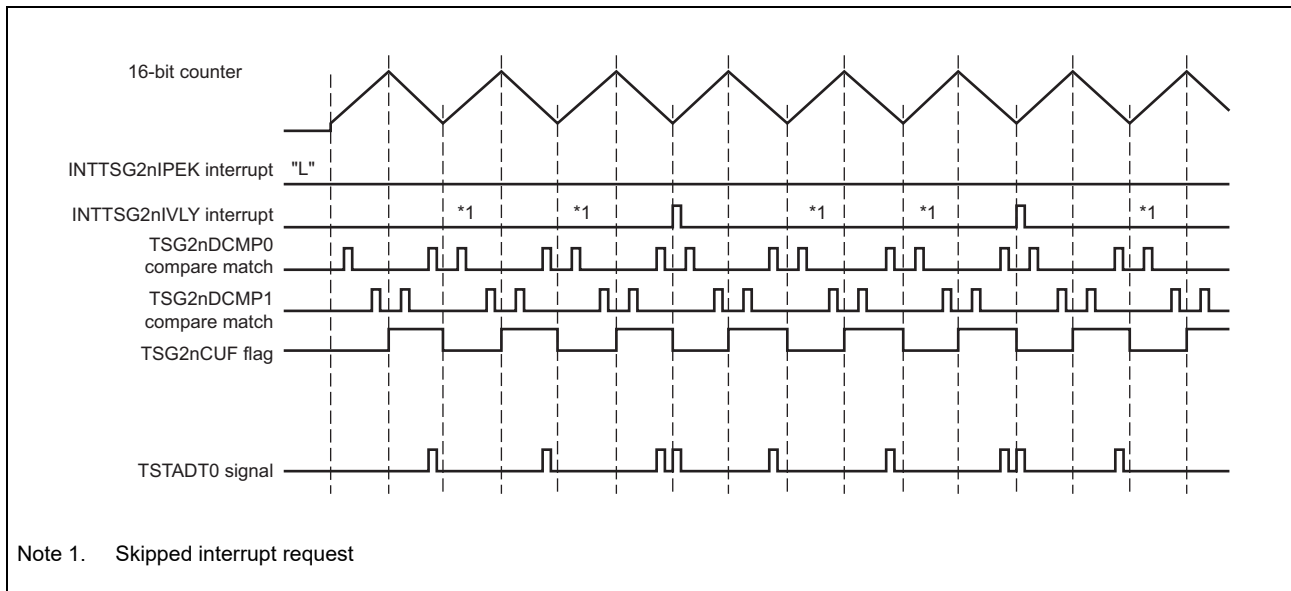 16-bit counter
INTTSG2nIPEK interrupt "L"
INTTSG2nIVLY interrupt *1 *1 *1 *1 *1
TSG2nDCMP0
compare match
TSG2nDCMP1
compare match
TSG2nCUF flag
TSTADT0 signal
Note 1. Skipped interrupt request